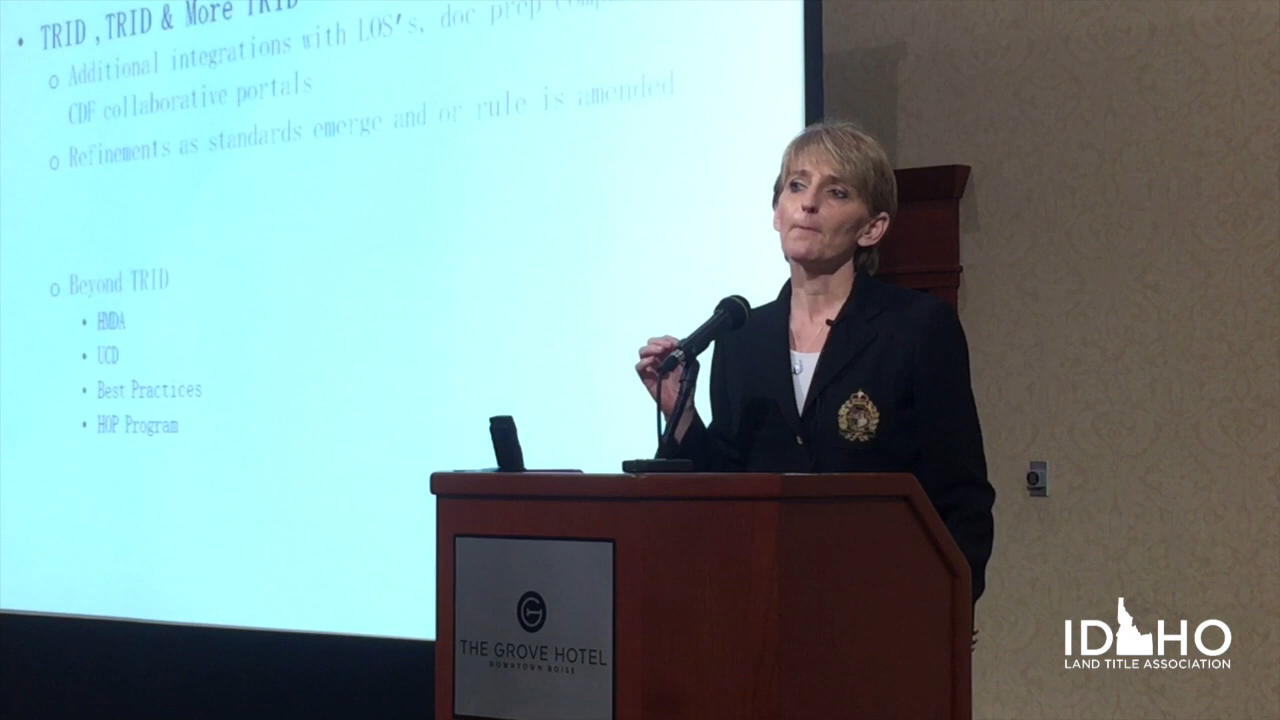 • TRID ,TRID & More TRID
o Additional integrations with LOS's, doc prep
CDF collaborative portals
o Refinements as standards emerge and or rule is amended
o Beyond TRID
• HMDA
• UCD
• Best Practices
• HOP Program
THE GROVE HOTEL
DOWNTOWN BOISE
IDAHO
LAND TITLE ASSOCIATION